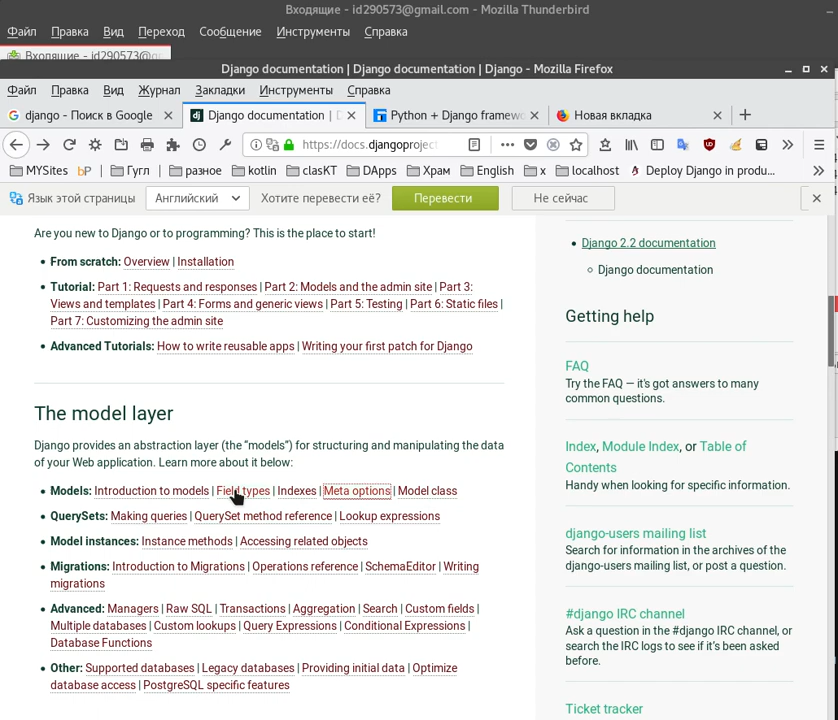 Входящие - id290573@gmail.com - Mozilla Thunderbird
Файл Правка Вид Переход Сообщение Инструменты Справка
Входящие - id290573@g
Django documentation | Django documentation | Django - Mozilla Firefox
Файл Правка Вид Журнал Закладки Инструменты Справка
django - Поиск в Google
Django documentation | D
Python + Django framew
Новая вкладка
https://docs.djangoproject
MYSites bP Гугл разное kotlin clasKT DApps Храм English x localhost Deploy Django in produ...
Язык этой страницы Английский Хотите перевести её? Перевести Не сейчас
Are you new to Django or to programming? This is the place to start!
• From scratch: Overview | Installation
• Tutorial: Part 1: Requests and responses | Part 2: Models and the admin site | Part 3:
Views and templates | Part 4: Forms and generic views | Part 5: Testing | Part 6: Static files |
Part 7: Customizing the admin site
• Advanced Tutorials: How to write reusable apps | Writing your first patch for Django
The model layer
Django provides an abstraction layer (the “models”) for structuring and manipulating the data
of your Web application. Learn more about it below:
• Models: Introduction to models | Field types | Indexes | Meta options | Model class
• QuerySets: Making queries | QuerySet method reference | Lookup expressions
• Model instances: Instance methods | Accessing related objects
• Migrations: Introduction to Migrations | Operations reference | SchemaEditor | Writing
migrations
• Advanced: Managers | Raw SQL | Transactions | Aggregation | Search | Custom fields |
Multiple databases | Custom lookups | Query Expressions | Conditional Expressions |
Database Functions
• Other: Supported databases | Legacy databases | Providing initial data | Optimize
database access | PostgreSQL specific features
• Django 2.2 documentation
Django documentation
Getting help
FAQ
Try the FAQ — it's got answers to many
common questions.
Index, Module Index, or Table of
Contents
Handy when looking for specific information.
django-users mailing list
Search for information in the archives of the
django-users mailing list, or post a question.
#django IRC channel
Ask a question in the #django IRC channel, or
search the IRC logs to see if it’s been asked
before.
Ticket tracker